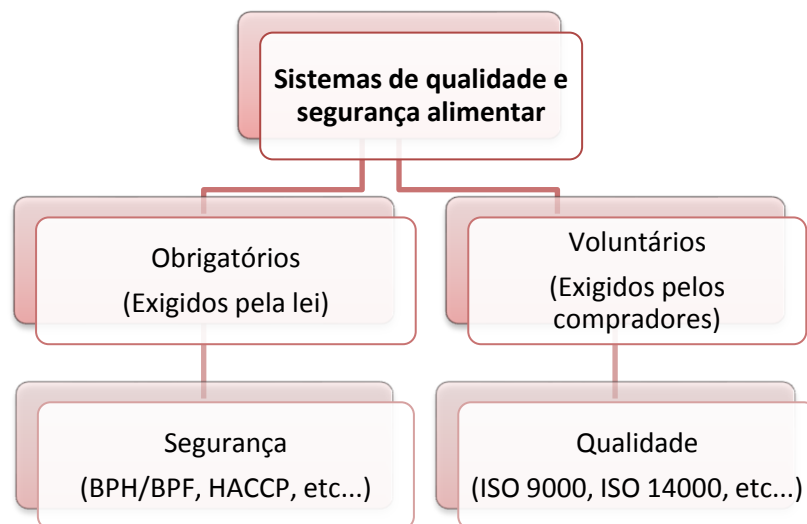 Sistemas de qualidade e
segurança alimentar
Obrigatórios
(Exigidos pela lei)
Voluntários
(Exigidos pelos
compradores)
Segurança
(BPH/BPF, HACCP, etc...)
Qualidade
(ISO 9000, ISO 14000, etc...)